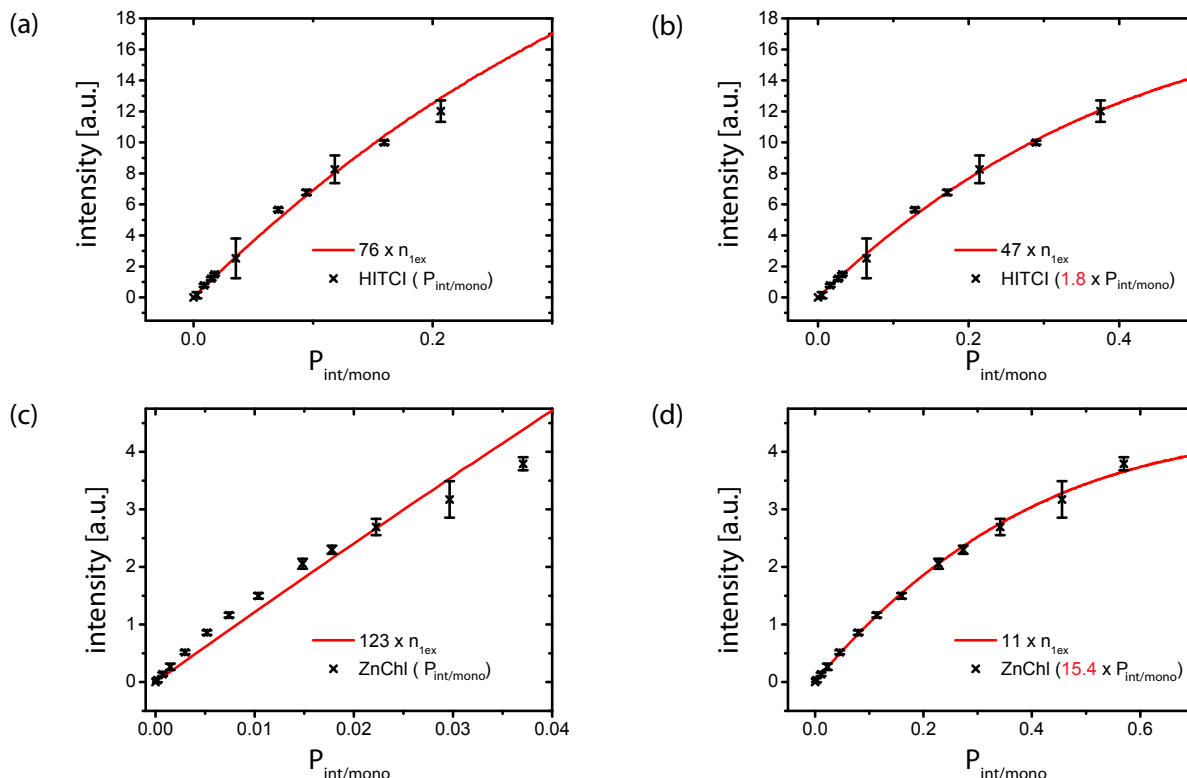 (a)
18
16
14
12
10
8
6
4
2
0
intensity [a.u.]
76 x n1ex
HITCI ( Pint/mono)
0.0
0.2
Pint/mono
(b)
18
16
14
12
10
8
6
4
2
0
intensity [a.u.]
47 x n1ex
HITCI (1.8 x Pint/mono)
0.0
0.2
0.4
Pint/mono
(c)
4
3
2
1
0
intensity [a.u.]
123 x n1ex
ZnChl ( Pint/mono)
0.00
0.01
0.02
0.03
0.04
Pint/mono
(d)
4
3
2
1
0
intensity [a.u.]
11 x n1ex
ZnChl (15.4 x Pint/mono)
0.0
0.2
0.4
0.6
Pint/mono